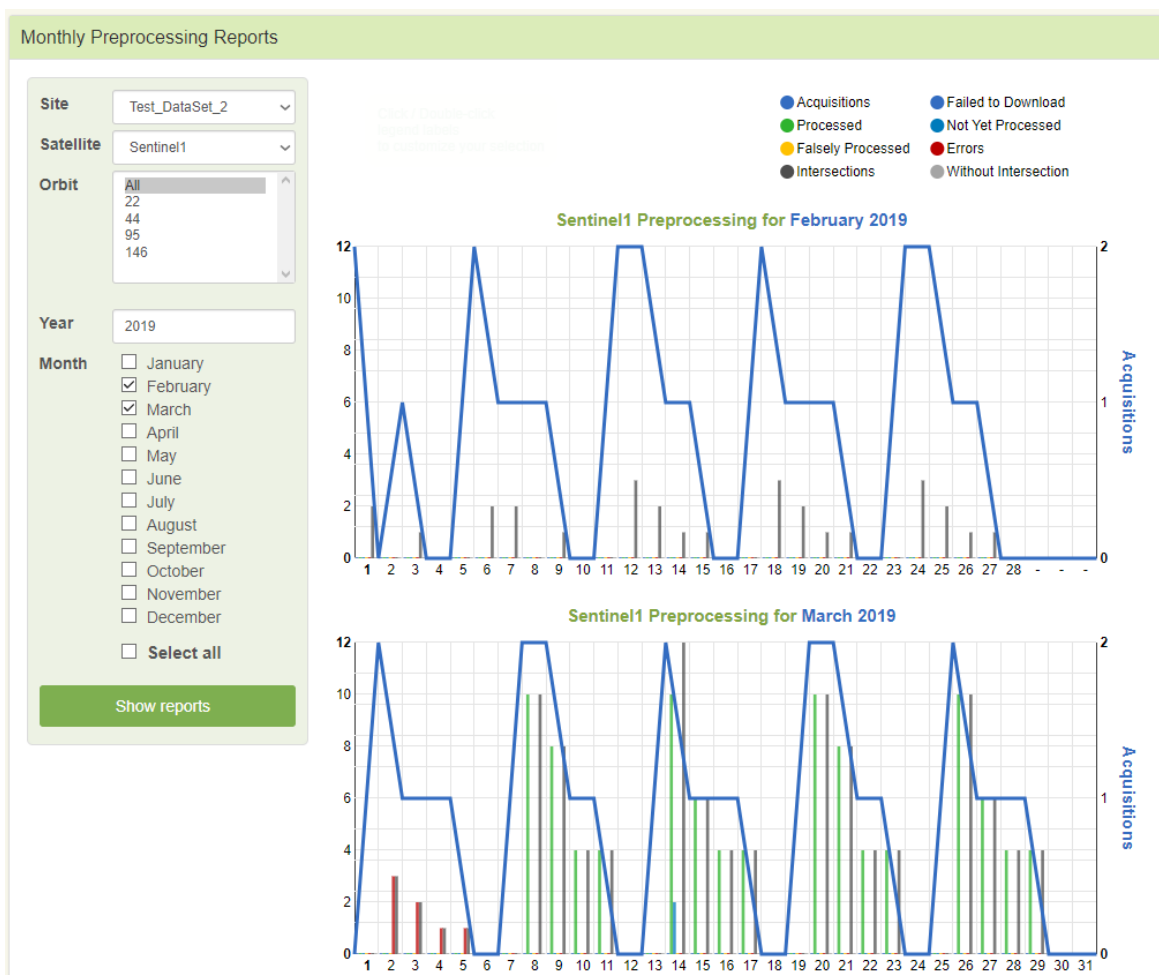 Monthly Preprocessing Reports
Site
Test_DataSet_2
Satellite
Sentinel1
Orbit
All
22
44
95
146
Year
2019
Month
January
February
March
April
May
June
July
August
September
October
November
December
Select all
Show reports
Acquisitions
Failed to Download
Processed
Not Yet Processed
Falsely Processed
Errors
Intersections
Without Intersection
Sentinel1 Preprocessing for February 2019
12
10
8
6
4
2
0
2
1
0
Acquisitions
1 2 3 4 5 6 7 8 9 10 11 12 13 14 15 16 17 18 19 20 21 22 23 24 25 26 27 28 - - -
Sentinel1 Preprocessing for March 2019
12
10
8
6
4
2
0
2
1
0
Acquisitions
1 2 3 4 5 6 7 8 9 10 11 12 13 14 15 16 17 18 19 20 21 22 23 24 25 26 27 28 29 30 31